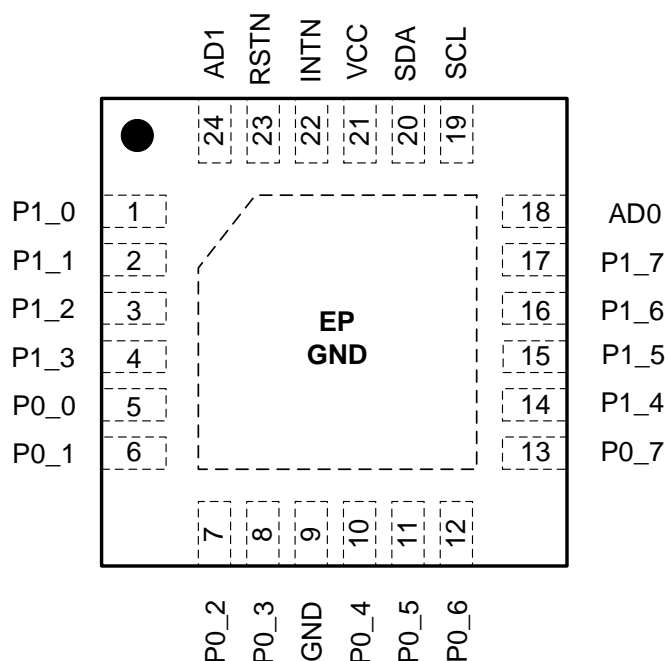 AD1 RSTN INTN VCC SDA SCL
24 23 22 21 20 19
P1_0 1 18 AD0
P1_1 2 17 P1_7
P1_2 3 16 P1_6
P1_3 4 15 P1_5
P0_0 5 14 P1_4
P0_1 6 13 P0_7
EP
GND
7 8 9 10 11 12
P0_2 P0_3 GND P0_4 P0_5 P0_6